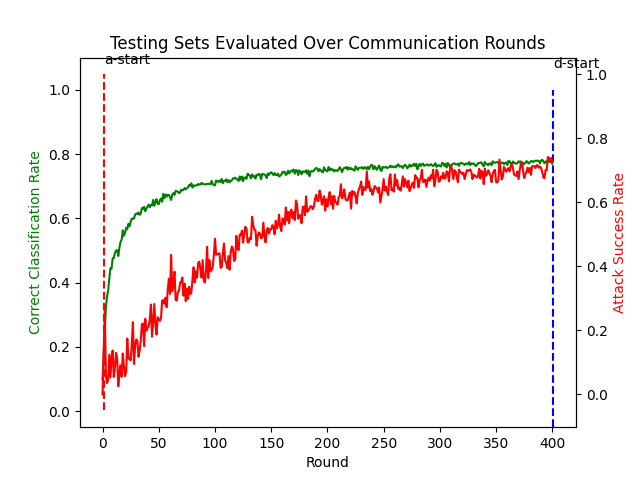 Testing Sets Evaluated Over Communication Rounds
a-start
d-start
1.0
0.8
0.6
0.4
0.2
0.0
Correct Classification Rate
1.0
0.8
0.6
0.4
0.2
0.0
Attack Success Rate
0 50 100 150 200 250 300 350 400
Round